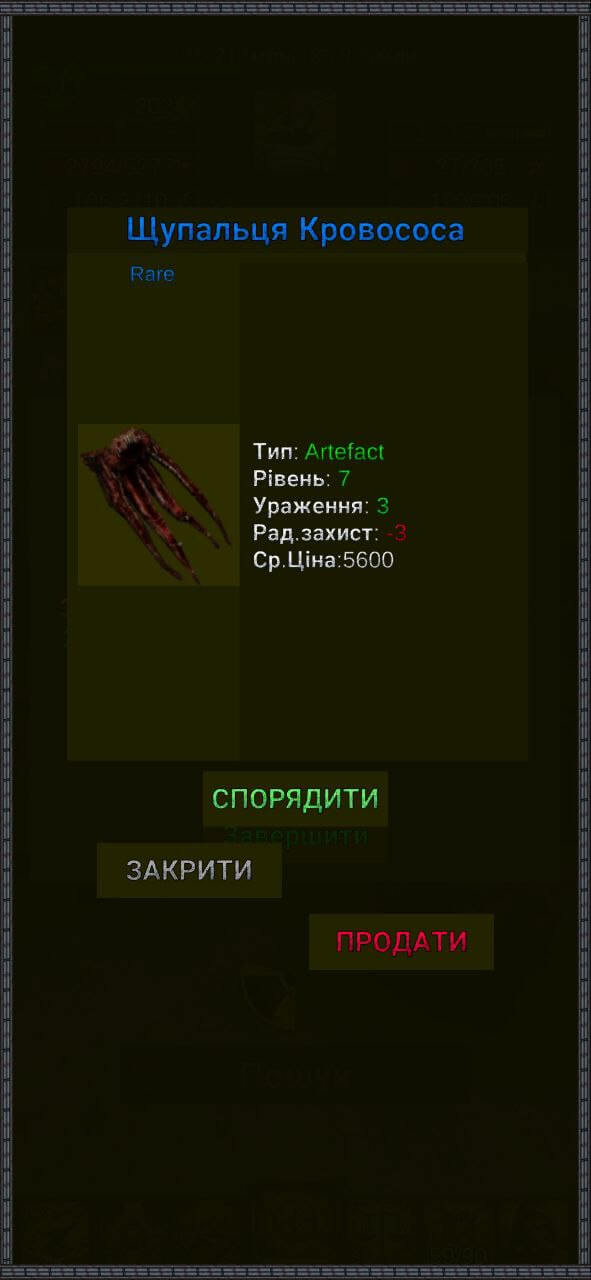 Щупальця Кровососа
Rare
Тип: Artefact
Рівень: 7
Ураження: 3
Рад.захист: -3
Ср.Ціна:5600
СПОРЯДИТИ
Завершити
ЗАКРИТИ
ПРОДАТИ
Пошук